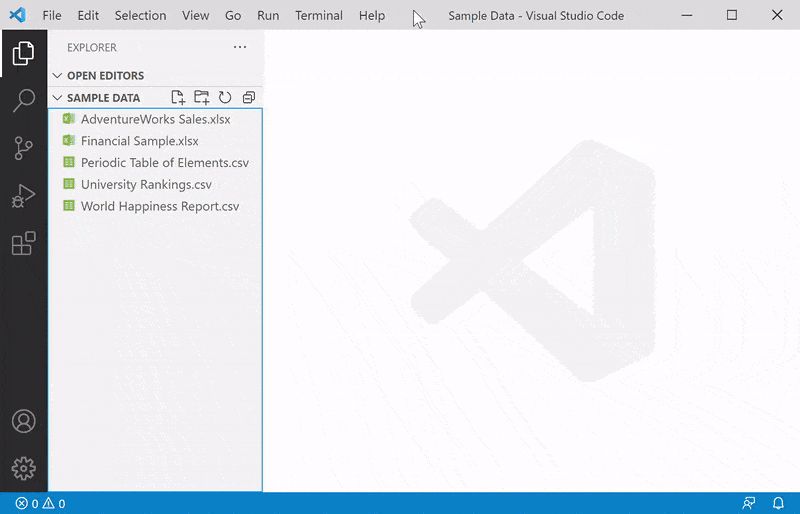 File Edit Selection View Go Run Terminal Help Sample Data - Visual Studio Code
EXPLORER
OPEN EDITORS
SAMPLE DATA
AdventureWorks Sales.xlsx
Financial Sample.xlsx
Periodic Table of Elements.csv
University Rankings.csv
World Happiness Report.csv
0 0